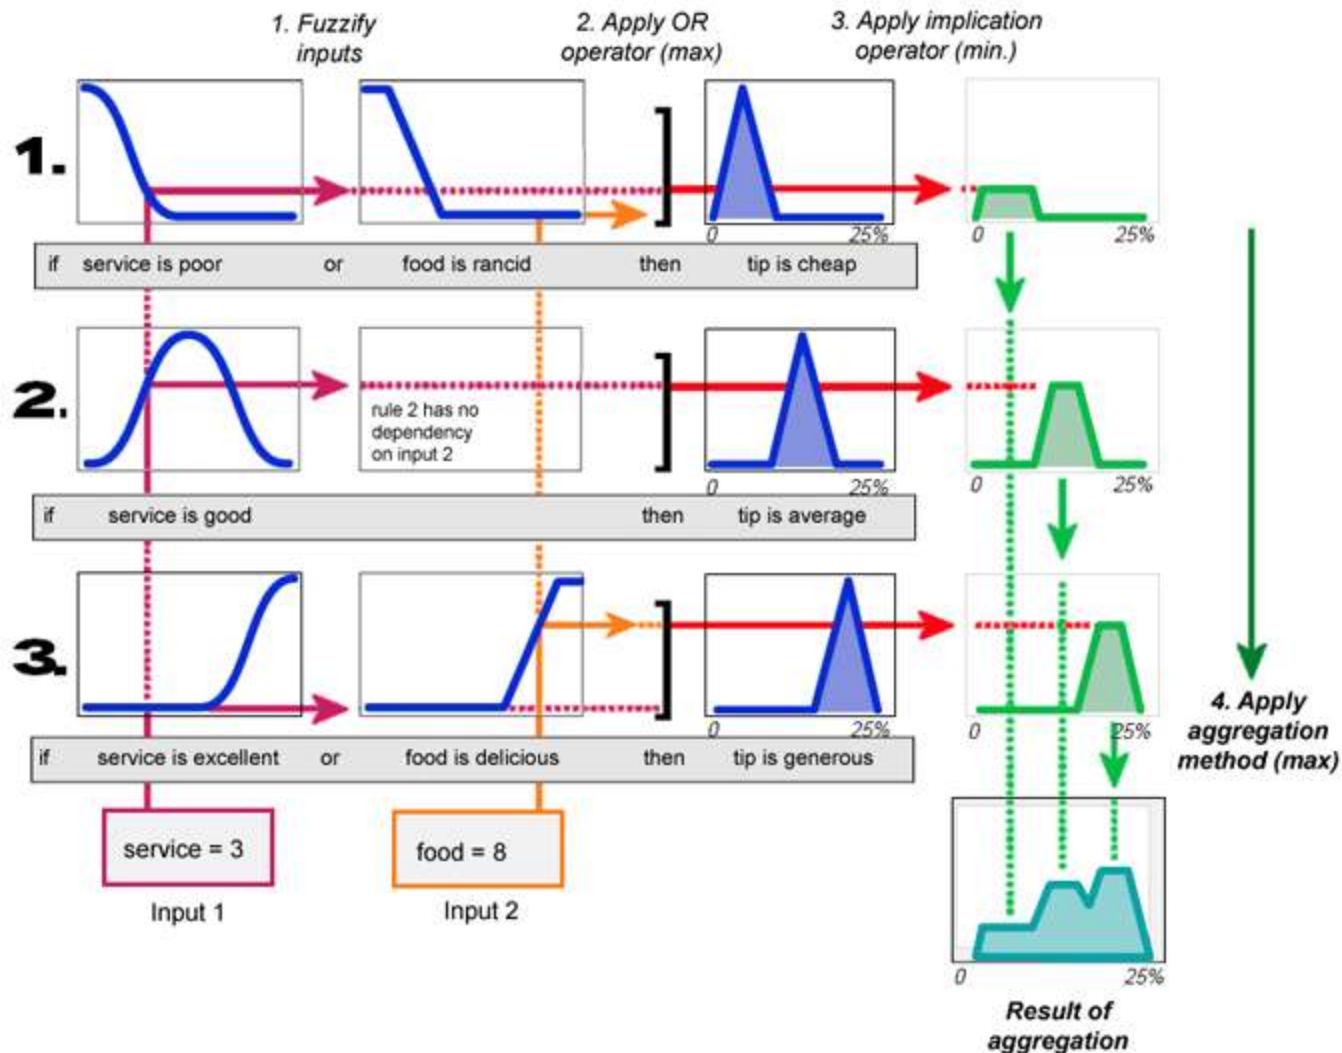 1. Fuzzify
inputs
2. Apply OR
operator (max)
3. Apply implication
operator (min.)
1.
0
25%
0
25%
if service is poor or food is rancid then tip is cheap
2.
rule 2 has no
dependency
on input 2
0
25%
0
25%
if service is good then tip is average
3.
0
25%
0
25%
if service is excellent or food is delicious then tip is generous
4. Apply
aggregation
method (max)
service = 3
food = 8
Input 1
Input 2
0
25%
Result of
aggregation